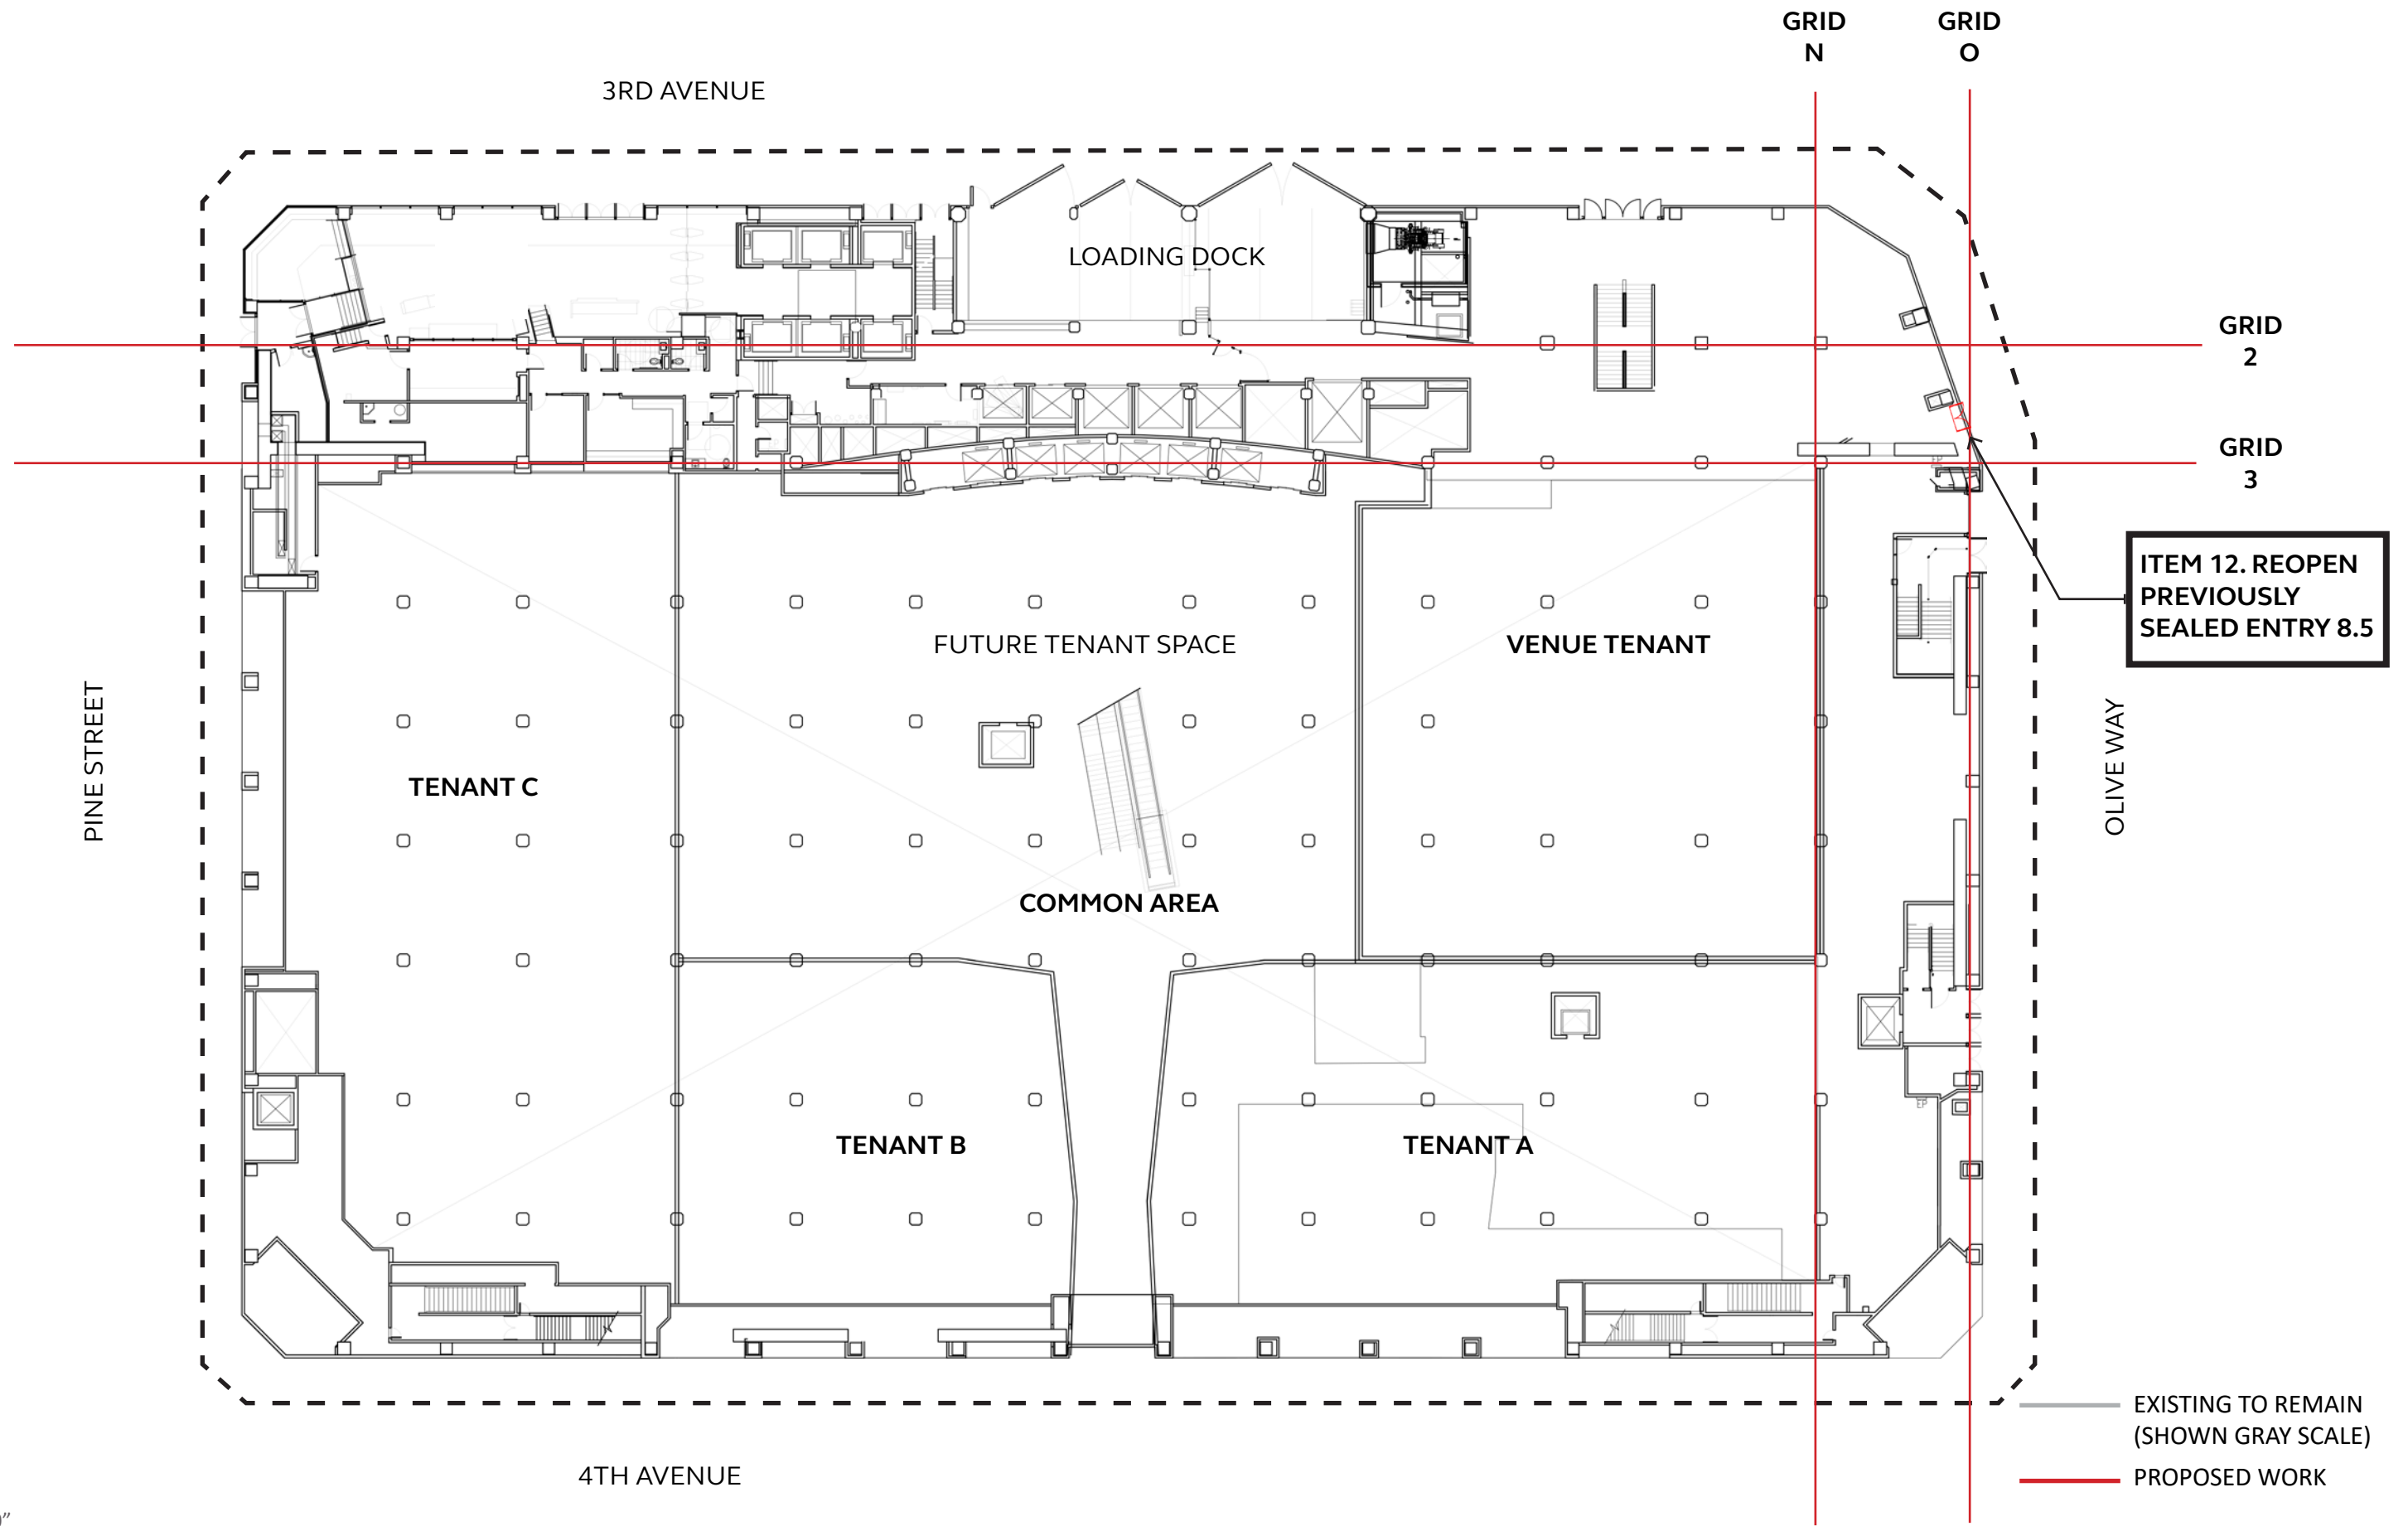 GRID
N
GRID
O
3RD AVENUE
LOADING DOCK
GRID
2
GRID
3
ITEM 12. REOPEN
PREVIOUSLY
SEALED ENTRY 8.5
FUTURE TENANT SPACE
VENUE TENANT
PINE STREET
OLIVE WAY
TENANT C
COMMON AREA
TENANT B
TENANT A
EXISTING TO REMAIN
(SHOWN GRAY SCALE)
PROPOSED WORK
4TH AVENUE